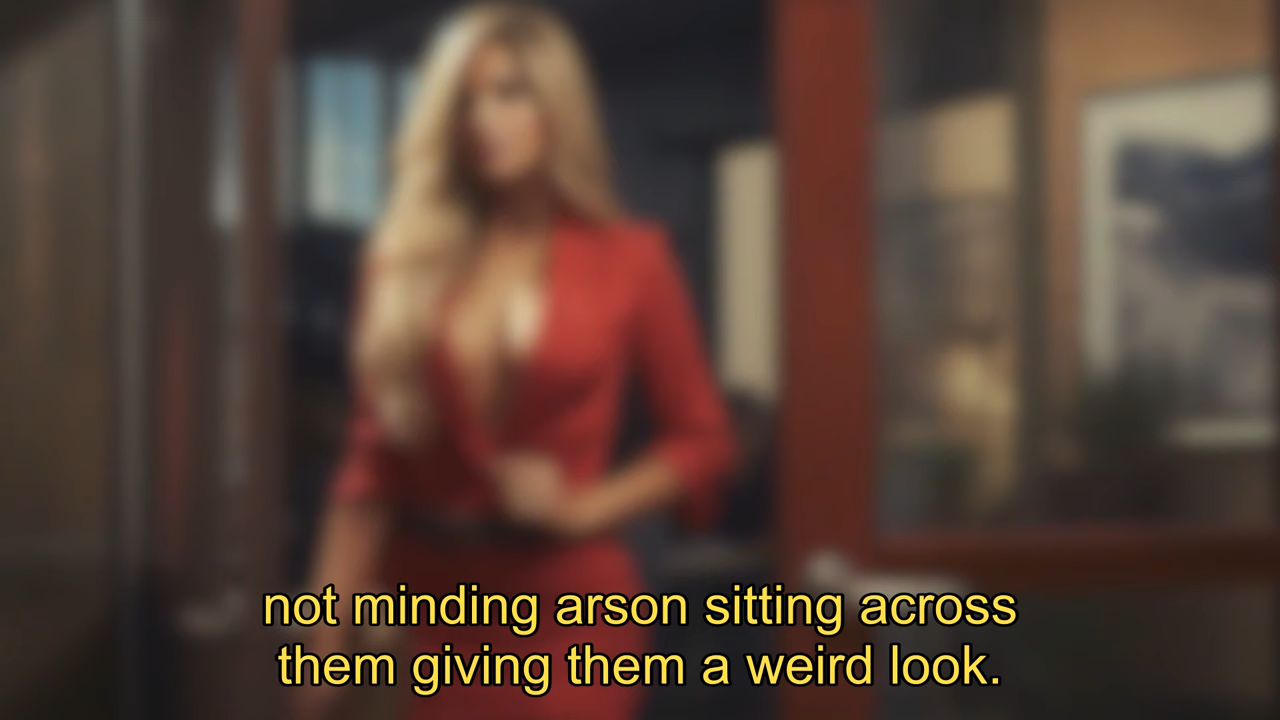 not minding arson sitting across
them giving them a weird look.